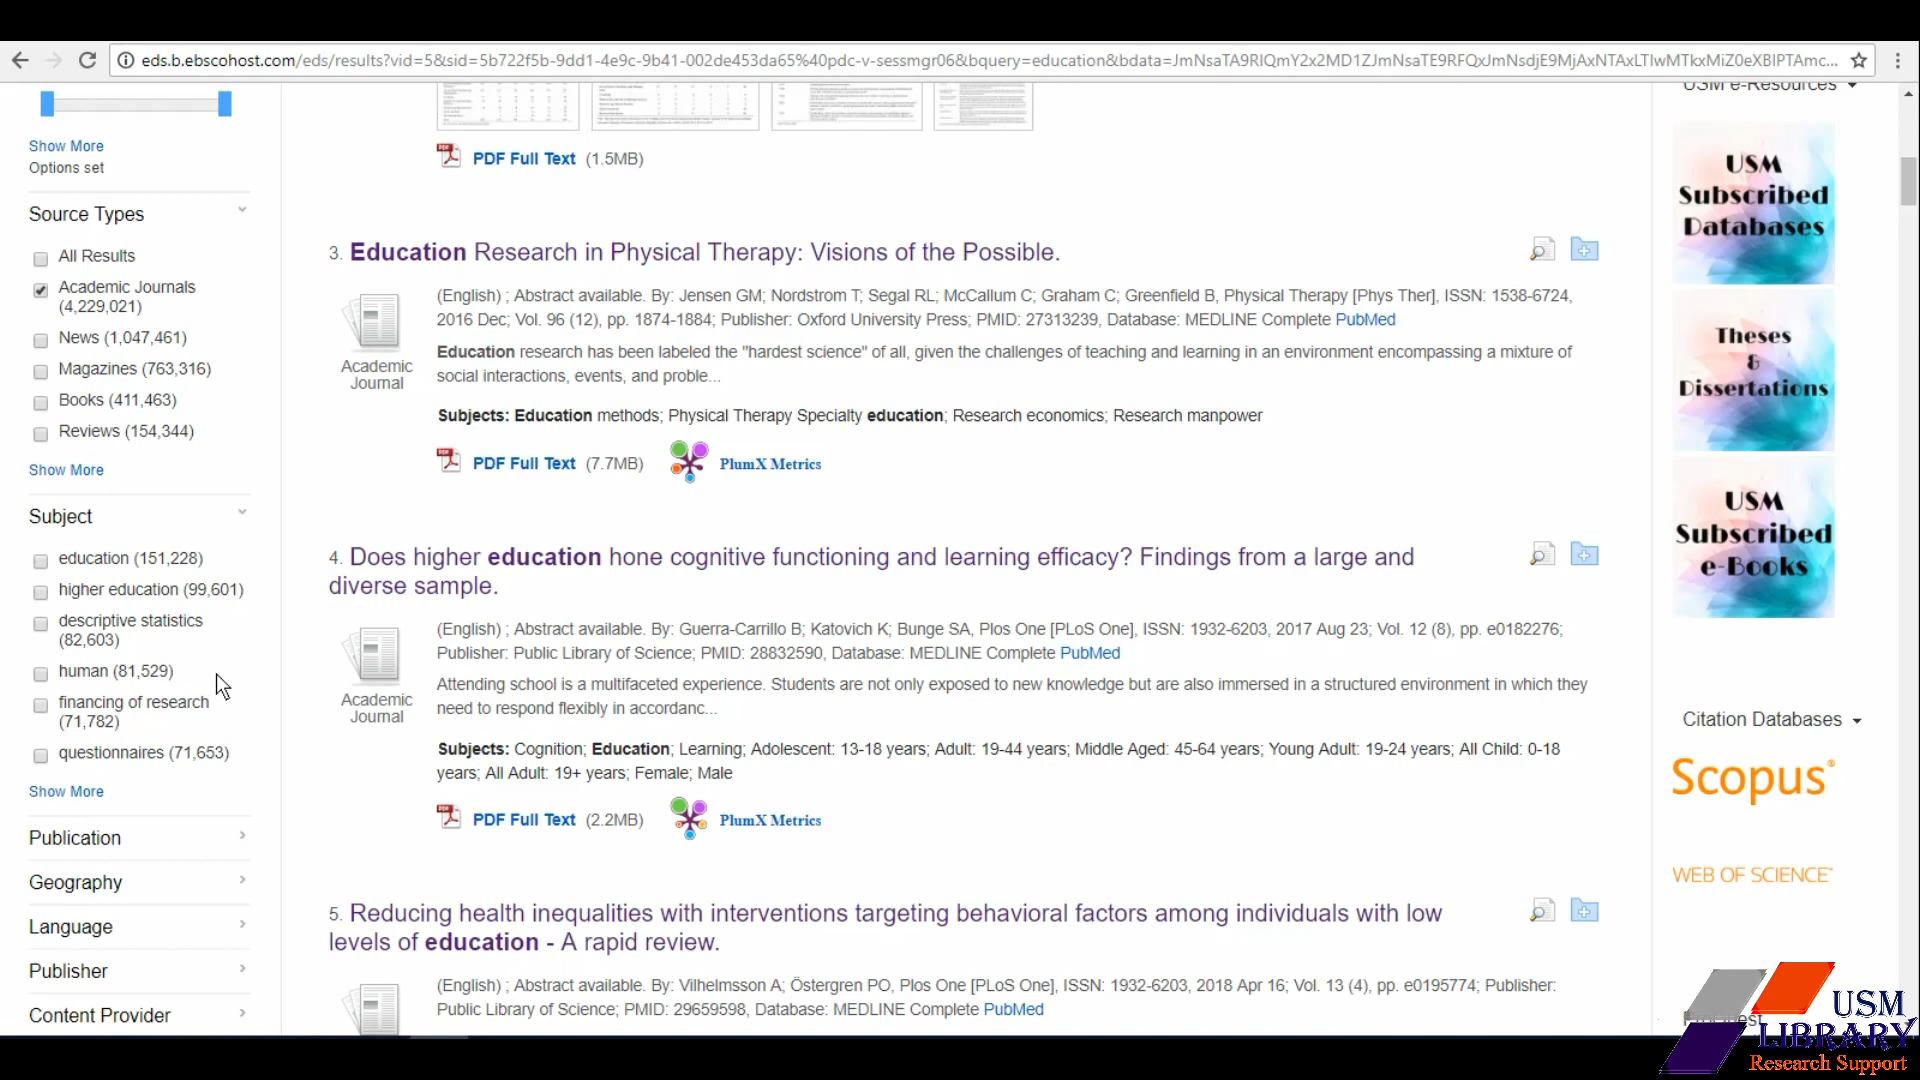 eds.b.ebscohost.com/eds/results?vid=5&sid=5b722f5b-9dd1-4e9c-9b41-002de453da65%40pdc-v-sessmgr06&bquery=education&bdata=JmNsaTA9RlQmY2x2MD1ZJmNsaTE9RFQxJmNsdjE9MjAxNTAxLTIwMTkxMiZ0eXBlPTAmc...
Show More
Options set
Source Types
All Results
Academic Journals
(4,229,021)
News (1,047,461)
Magazines (763,316)
Books (411,463)
Reviews (154,344)
Show More
Subject
education (151,228)
higher education (99,601)
descriptive statistics
(82,603)
human (81,529)
financing of research
(71,782)
questionnaires (71,653)
Show More
Publication
Geography
Language
Publisher
Content Provider
PDF Full Text (1.5MB)
3. Education Research in Physical Therapy: Visions of the Possible.
Academic
Journal
(English) ; Abstract available. By: Jensen GM; Nordstrom T; Segal RL; McCallum C; Graham C; Greenfield B, Physical Therapy [Phys Ther], ISSN: 1538-6724,
2016 Dec; Vol. 96 (12), pp. 1874-1884; Publisher: Oxford University Press; PMID: 27313239, Database: MEDLINE Complete PubMed
Education research has been labeled the "hardest science" of all, given the challenges of teaching and learning in an environment encompassing a mixture of
social interactions, events, and proble...
Subjects: Education methods; Physical Therapy Specialty education; Research economics; Research manpower
PDF Full Text (7.7MB) PlumX Metrics
4. Does higher education hone cognitive functioning and learning efficacy? Findings from a large and
diverse sample.
Academic
Journal
(English) ; Abstract available. By: Guerra-Carrillo B; Katovich K; Bunge SA, Plos One [PLoS One], ISSN: 1932-6203, 2017 Aug 23; Vol. 12 (8), pp. e0182276;
Publisher: Public Library of Science; PMID: 28832590, Database: MEDLINE Complete PubMed
Attending school is a multifaceted experience. Students are not only exposed to new knowledge but are also immersed in a structured environment in which they
need to respond flexibly in accordanc...
Subjects: Cognition; Education; Learning; Adolescent: 13-18 years; Adult: 19-44 years; Middle Aged: 45-64 years; Young Adult: 19-24 years; All Child: 0-18
years; All Adult: 19+ years; Female; Male
PDF Full Text (2.2MB) PlumX Metrics
5. Reducing health inequalities with interventions targeting behavioral factors among individuals with low
levels of education - A rapid review.
(English) ; Abstract available. By: Vilhelmsson A; Östergren PO, Plos One [PLoS One], ISSN: 1932-6203, 2018 Apr 16; Vol. 13 (4), pp. e0195774; Publisher:
Public Library of Science; PMID: 29659598, Database: MEDLINE Complete PubMed
USM e-Resources
USM
Subscribed
Databases
Theses
&
Dissertations
USM
Subscribed
e-Books
Citation Databases
Scopus®
WEB OF SCIENCE™
USM
LIBRARY
Research Support